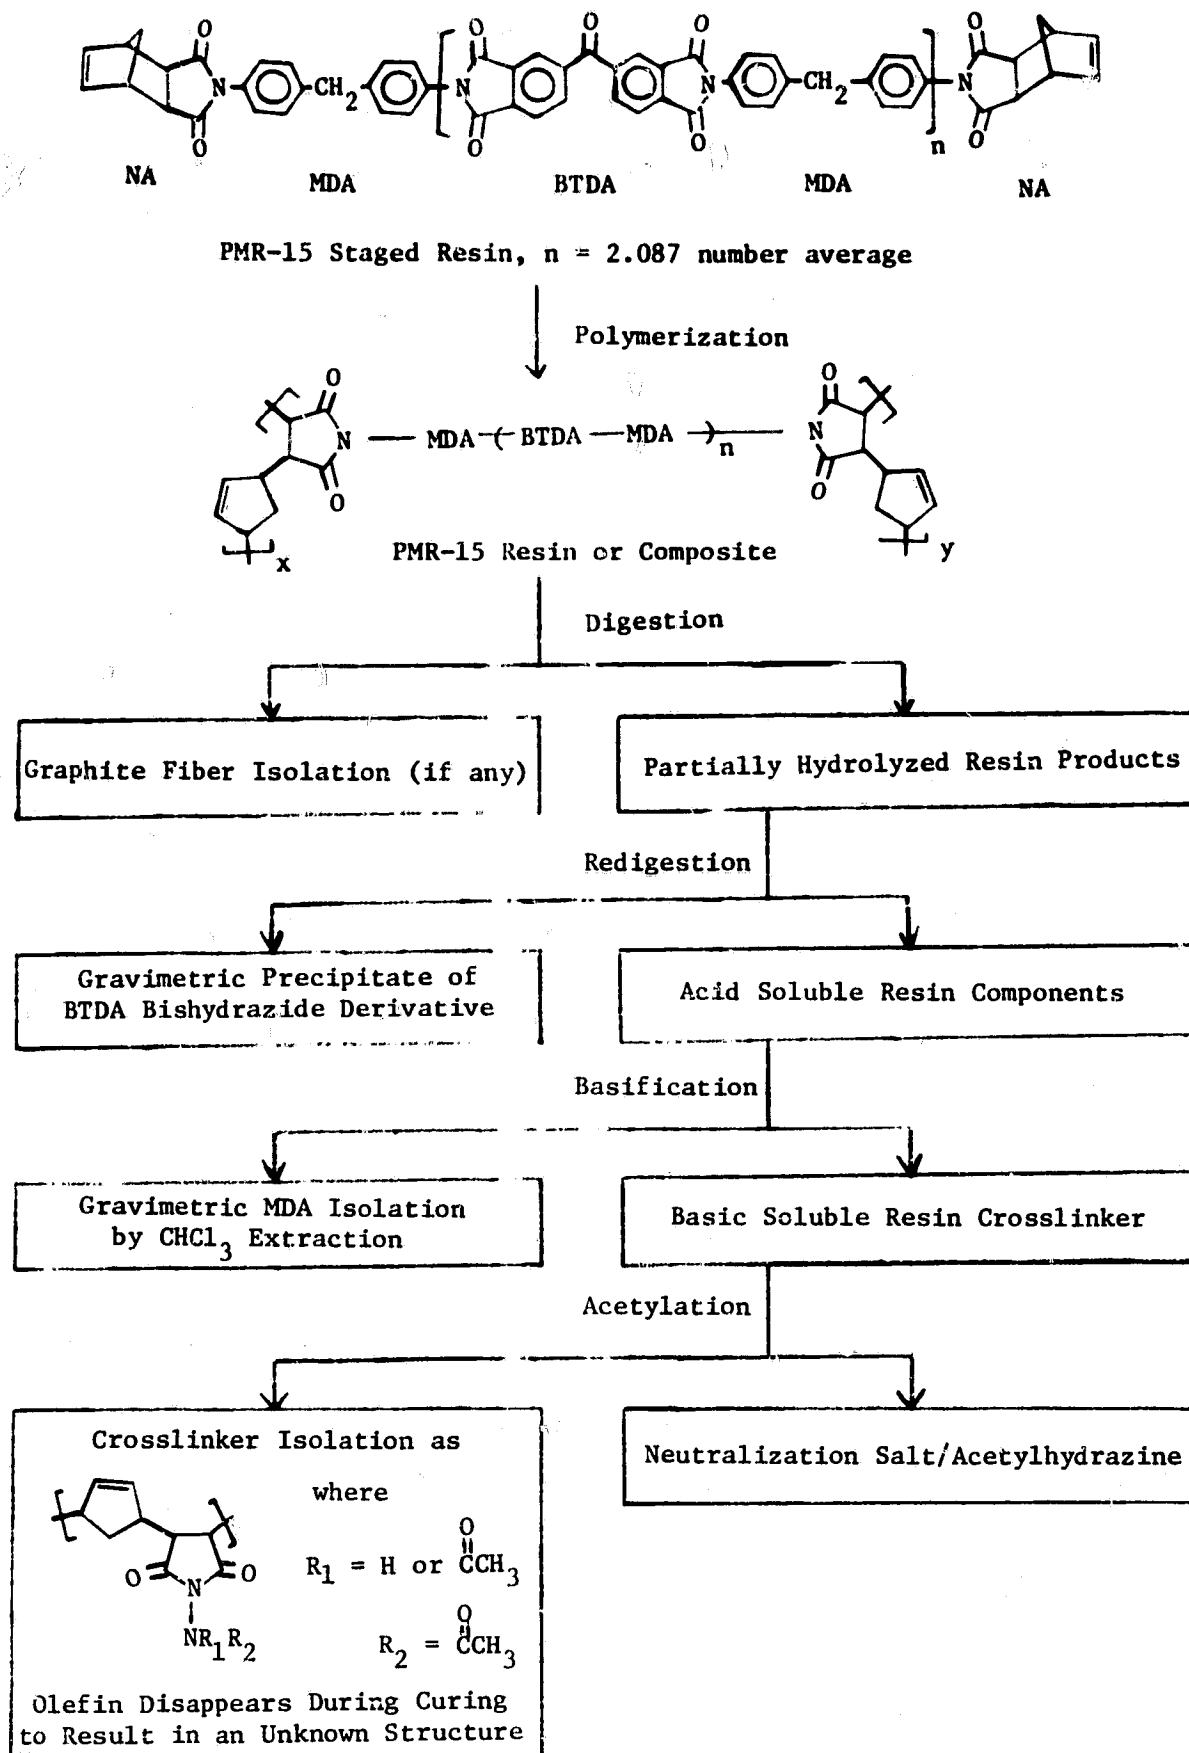 O O O O O O
N CH2 N N CH2 N
O O O O O
n
NA MDA BTDA MDA NA
PMR-15 Staged Resin, n = 2.087 number average
Polymerization
O O
N — MDA —( BTDA — MDA )n — N
O O
x PMR-15 Resin or Composite y
Digestion
Graphite Fiber Isolation (if any)
Partially Hydrolyzed Resin Products
Redigestion
Gravimetric Precipitate of
BTDA Bishydrazide Derivative
Acid Soluble Resin Components
Basification
Gravimetric MDA Isolation
by CHCl3 Extraction
Basic Soluble Resin Crosslinker
Acetylation
Crosslinker Isolation as
where
O N O
NR1R2
O
R1 = H or CCH3
O
R2 = CCH3
Olefin Disappears During Curing
to Result in an Unknown Structure
Neutralization Salt/Acetylhydrazine